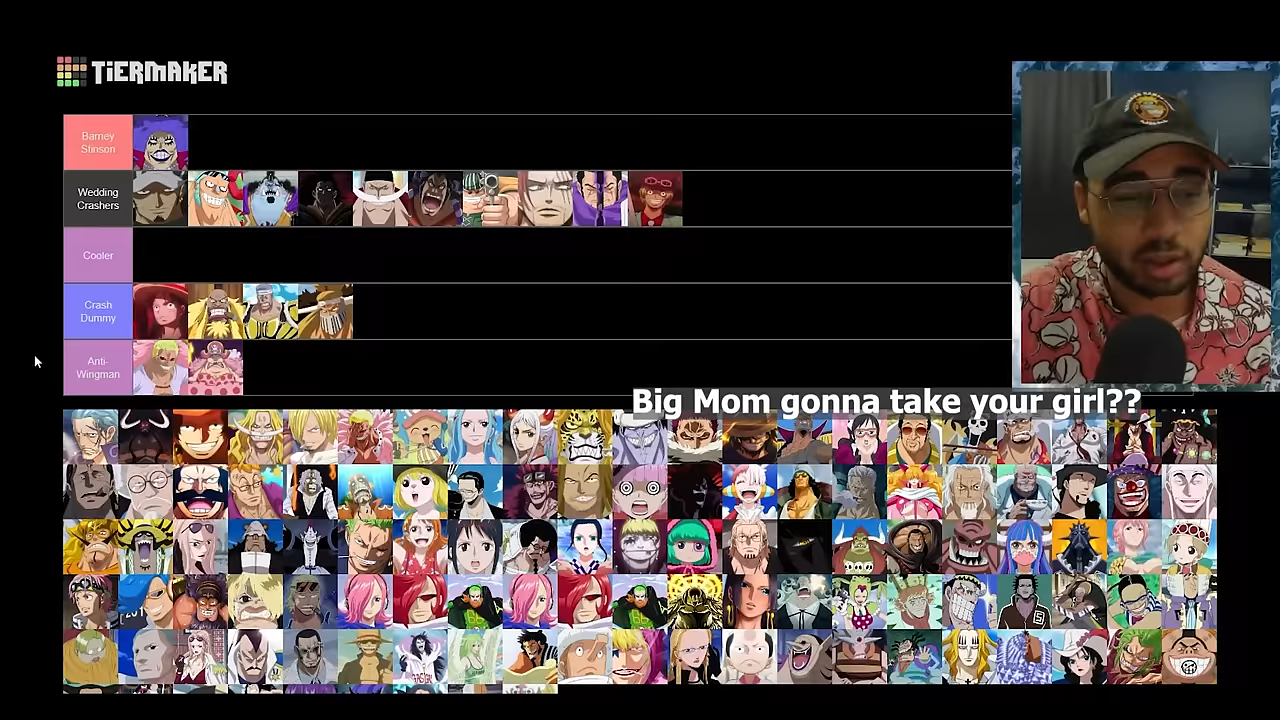 TiERMAKER
Barney
Stinson
Wedding
Crashers
Cooler
Crash
Dummy
Anti-
Wingman
Big Mom gonna take your girl??